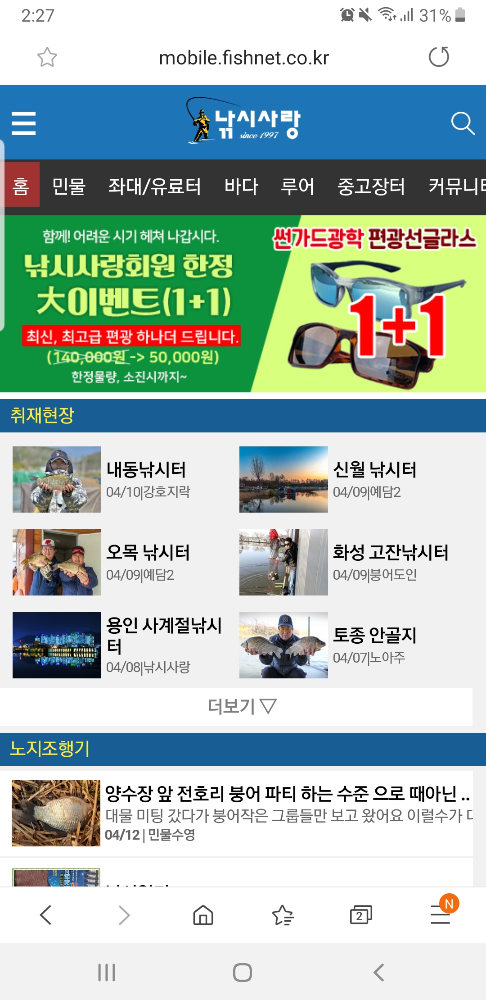 2:27
31%
mobile.fishnet.co.kr
낚시사랑
since 1997
홈 민물 좌대/유료터 바다 루어 중고장터 커뮤니
함께! 어려운 시기 헤쳐 나갑시다.
낚시사랑회원 한정
大이벤트(1+1)
최신, 최고급 편광 하나더 드립니다.
(140,000원 -> 50,000원)
한정물량, 소진시까지~
썬가드광학 편광선글라스
1+1
취재현장
내동낚시터
04/10|강호지락
신월 낚시터
04/09|예담2
오목 낚시터
04/09|예담2
화성 고잔낚시터
04/09|붕어도인
용인 사계절낚시
터
04/08|낚시사랑
토종 안골지
04/07|노아주
더보기 ▽
노지조행기
양수장 앞 전호리 붕어 파티 하는 수준 으로 때아닌 ..
대물 미팅 갔다가 붕어작은 그룹들만 보고 왔어요 이럴수가
04/12 | 민물수영
2
N